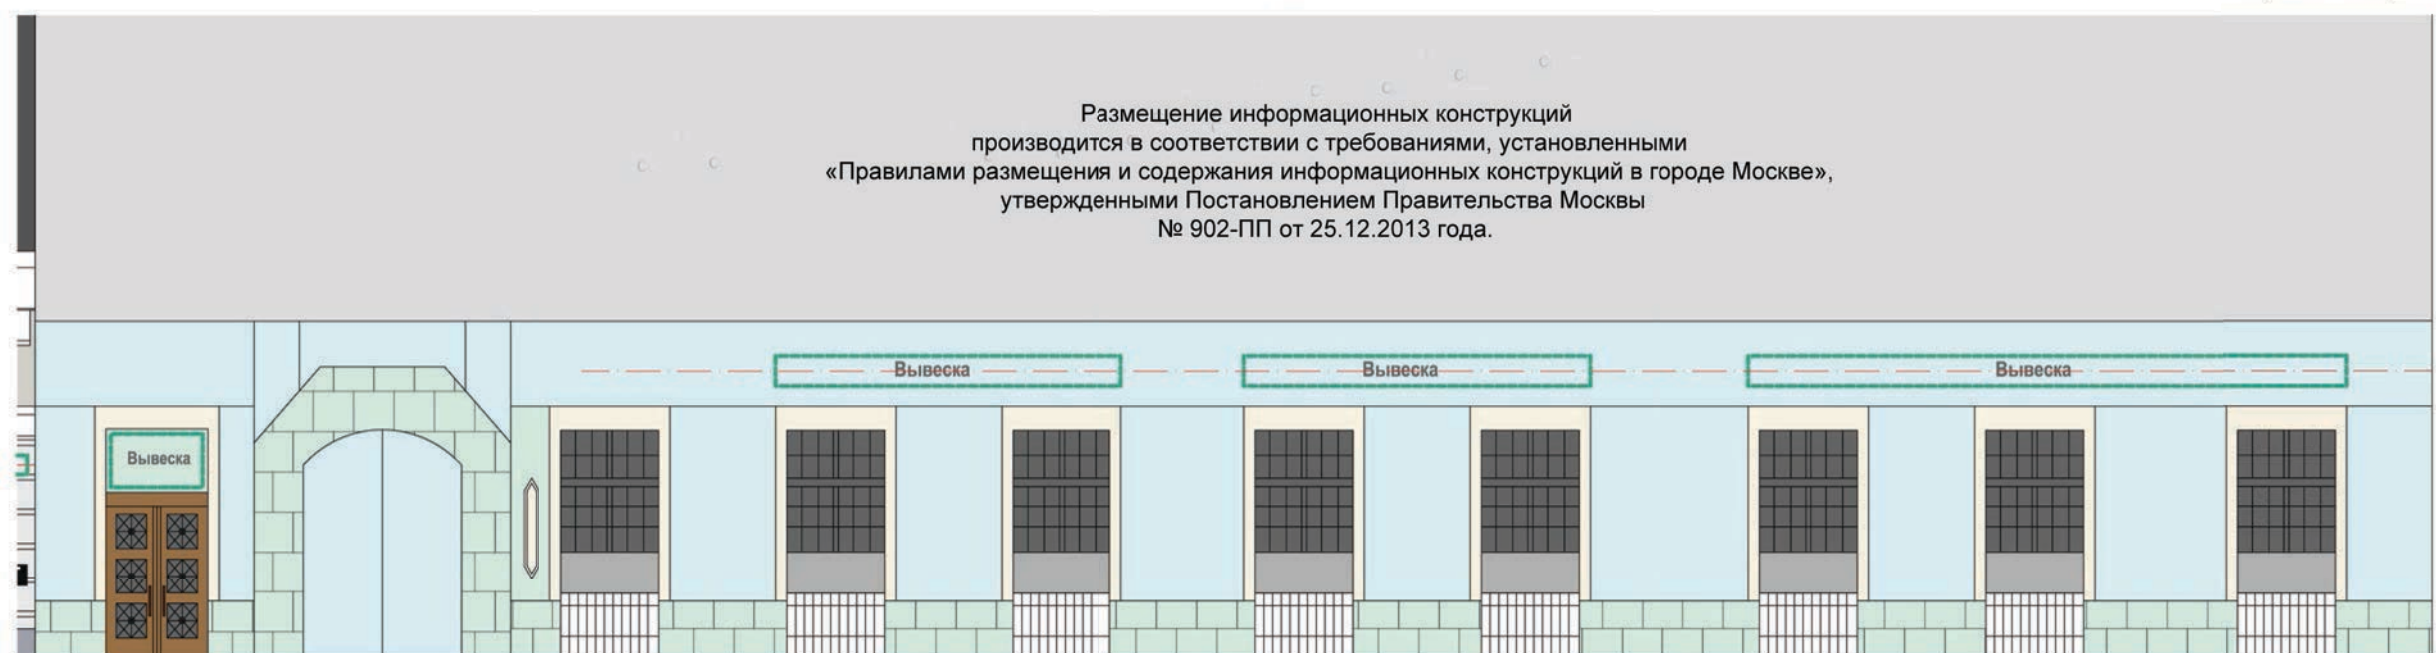 Размещение информационных конструкций
производится в соответствии с требованиями, установленными
«Правилами размещения и содержания информационных конструкций в городе Москве»,
утвержденными Постановлением Правительства Москвы
№ 902-ПП от 25.12.2013 года.
Вывеска
Вывеска
Вывеска
Вывеска